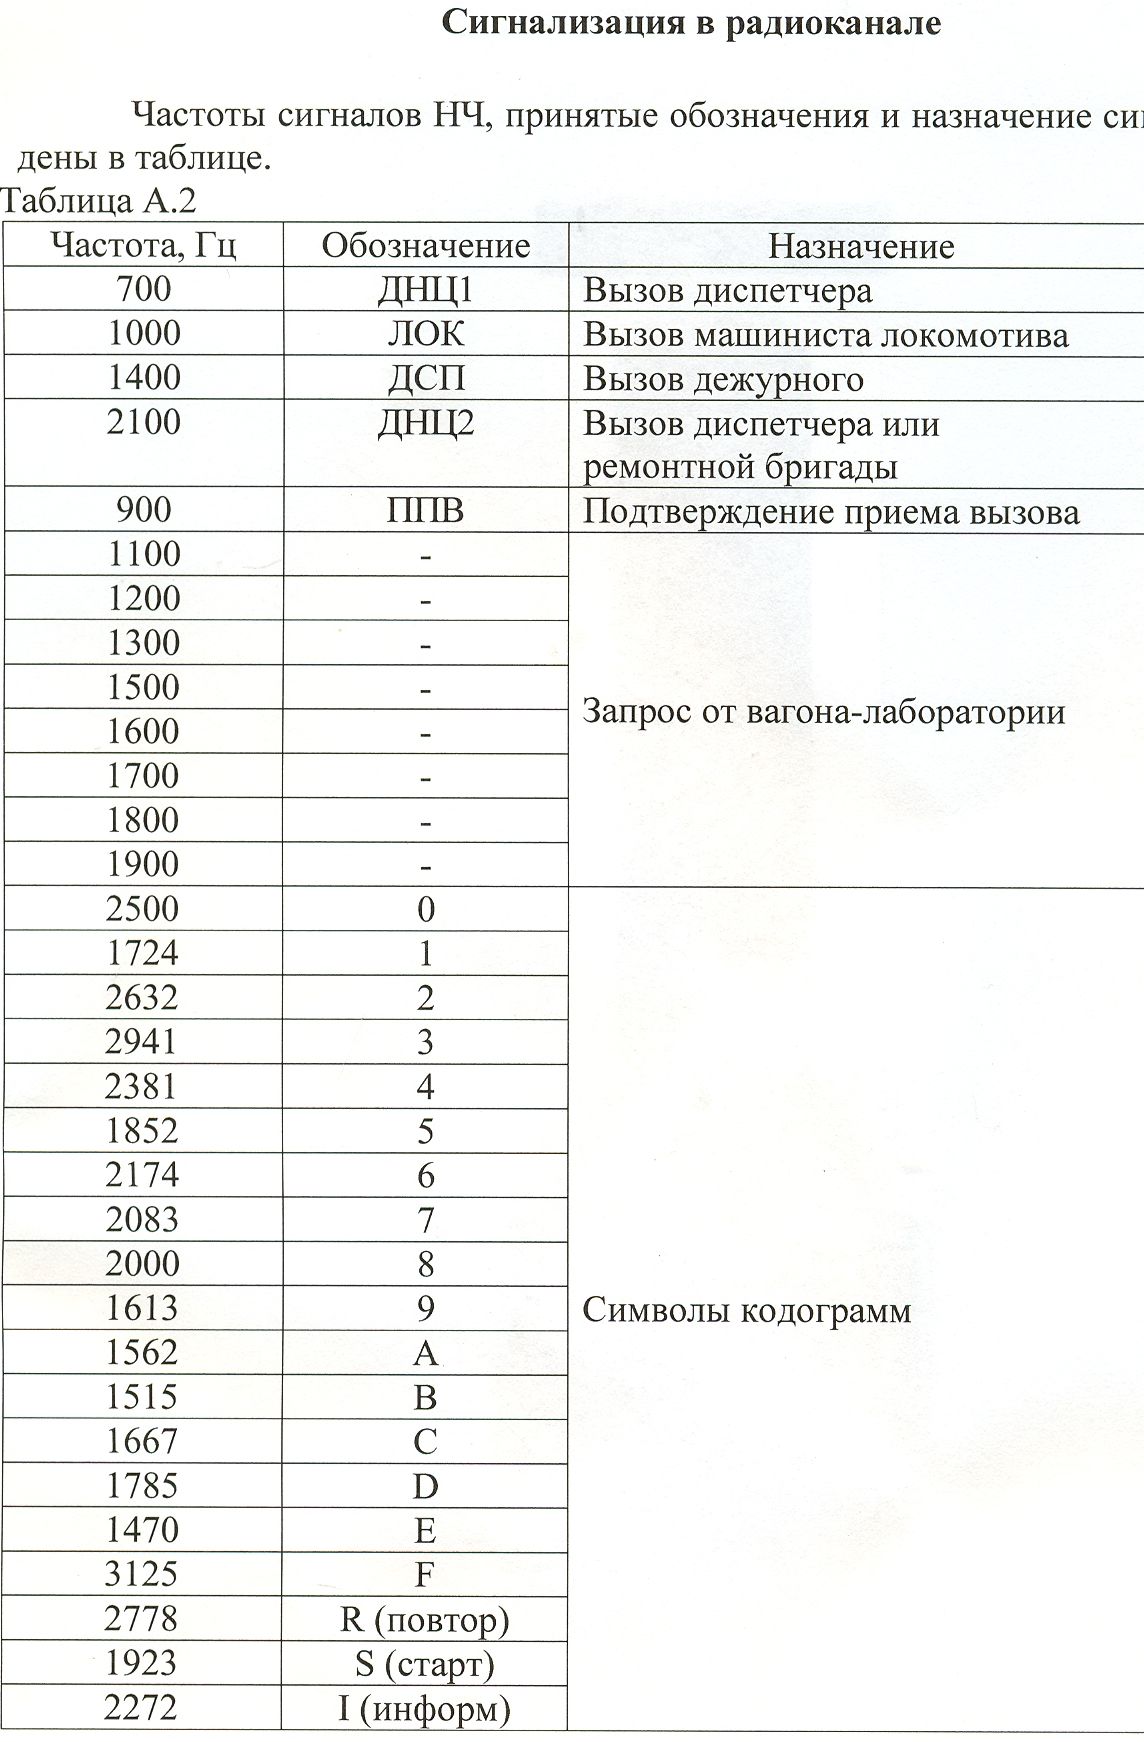 Сигнализация в радиоканале
Частоты сигналов НЧ, принятые обозначения и назначение
дены в таблице.
Таблица А.2
Частота, Гц Обозначение Назначение
700 ДНЦ1 Вызов диспетчера
1000 ЛОК Вызов машиниста локомотива
1400 ДСП Вызов дежурного
2100 ДНЦ2 Вызов диспетчера или
ремонтной бригады
900 ППВ Подтверждение приема вызова
1100 -
1200 -
1300 -
1500 -
Запрос от вагона-лаборатории
1600 -
1700 -
1800 -
1900 -
2500 0
1724 1
2632 2
2941 3
2381 4
1852 5
2174 6
2083 7
2000 8
1613 9 Символы кодограмм
1562 A
1515 B
1667 C
1785 D
1470 E
3125 F
2778 R (повтор)
1923 S (старт)
2272 I (информ)